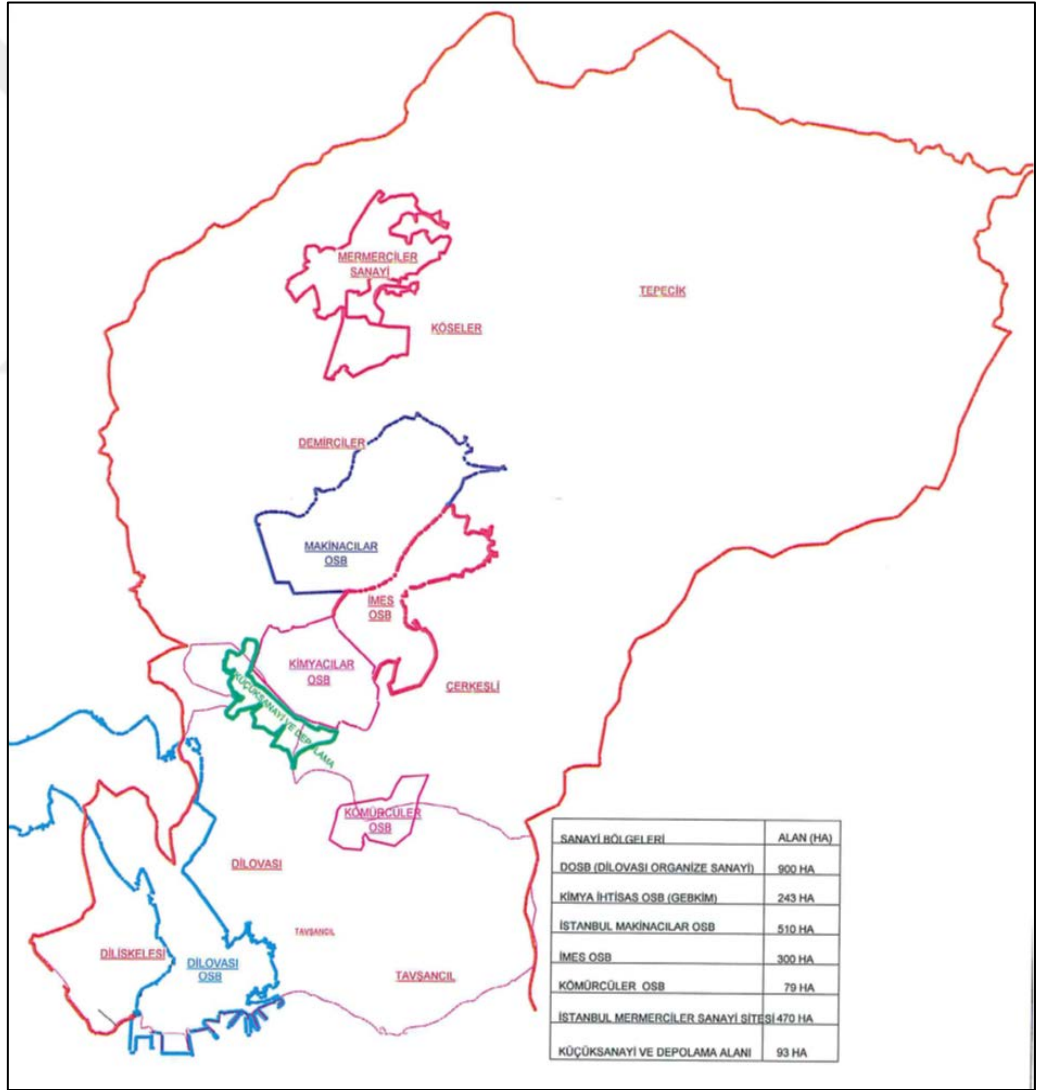 MERMERCİLER
SANAYİ
TEPECİK
KÖSELER
DEMİRCİLER
MAKİNACILAR
OSB
İMES
OSB
KİMYACILAR
OSB
ÇERKEŞLİ
KÜÇÜKSANAYİ VE DEPOLAMA
KÖMÜRCÜLER
OSB
DİLOVASI
TAVŞANCIL
DİLİSKELESİ
DİLOVASI
OSB
TAVŞANCIL
SANAYİ BÖLGELERİ ALAN (HA)
DOSB (DİLOVASI ORGANİZE SANAYİ) 900 HA
KİMYA İHTİSAS OSB (GEBKİM) 243 HA
İSTANBUL MAKİNACILAR OSB 510 HA
İMES OSB 300 HA
KÖMÜRCÜLER OSB 79 HA
İSTANBUL MERMERCİLER SANAYİ SİTESİ 470 HA
KÜÇÜKSANAYİ VE DEPOLAMA ALANI 93 HA